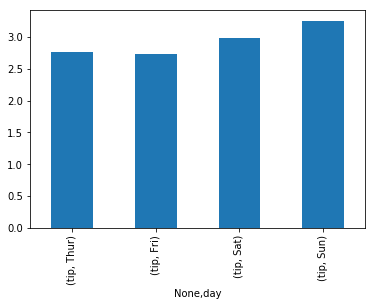 3.0
2.5
2.0
1.5
1.0
0.5
0.0
(tip, Thur)
(tip, Fri)
(tip, Sat)
(tip, Sun)
None,day